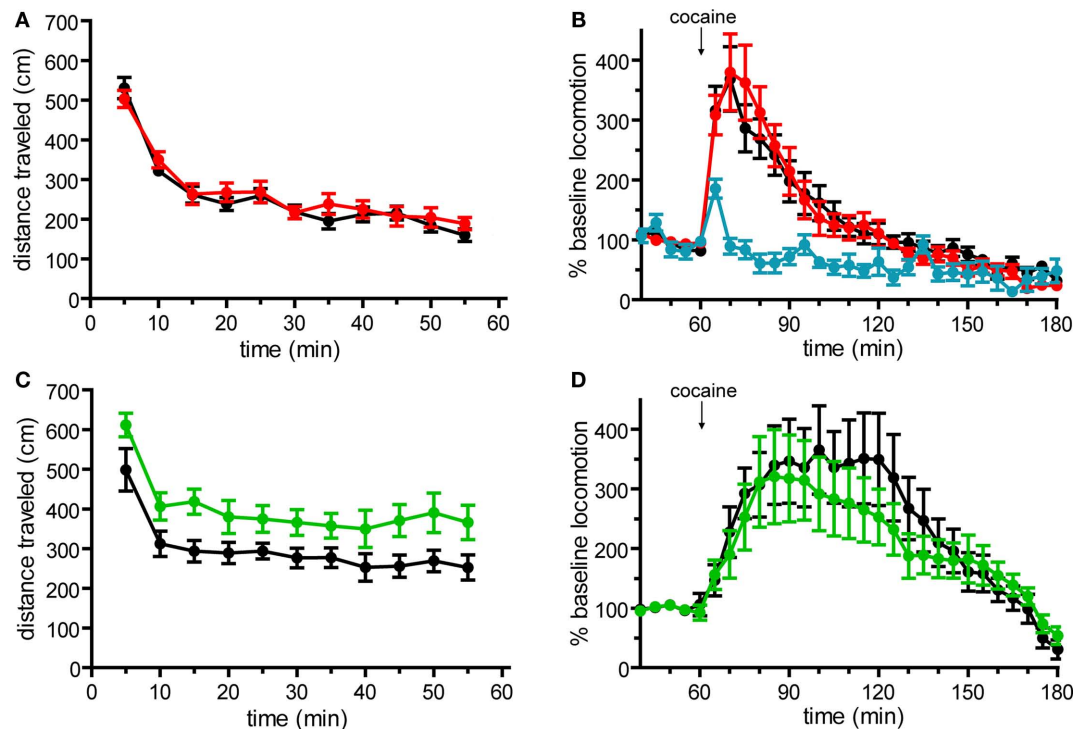 A
700
600
500
400
300
200
100
0
distance traveled (cm)
0 10 20 30 40 50 60
time (min)
B
cocaine
400
300
200
100
0
% baseline locomotion
60 90 120 150 180
time (min)
C
700
600
500
400
300
200
100
0
distance traveled (cm)
0 10 20 30 40 50 60
time (min)
D
cocaine
400
300
200
100
0
% baseline locomotion
60 90 120 150 180
time (min)